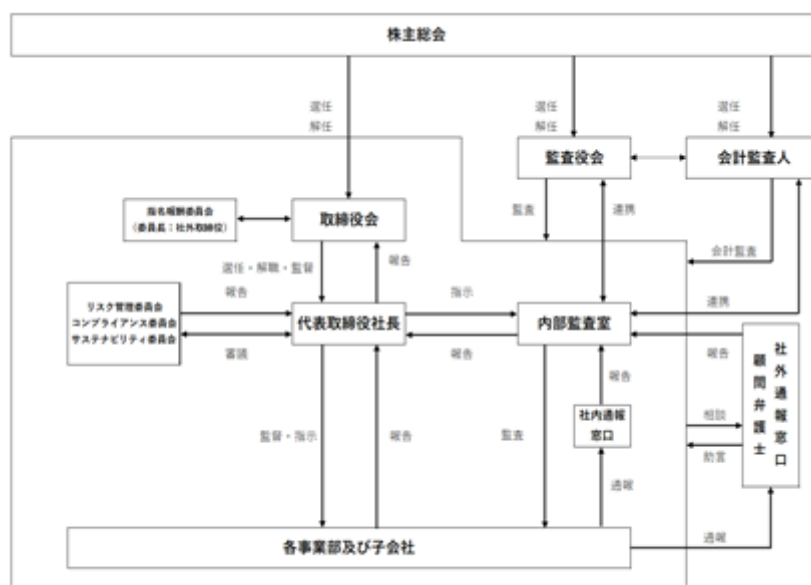 株主総会
選任
解任
選任
解任
選任
解任
監査役会
会計監査人
指名報酬委員会
(委員長：社外取締役)
取締役会
監査
連携
会計監査
選任・解職・監督
報告
リスク管理委員会
コンプライアンス委員会
サステナビリティ委員会
報告
審議
代表取締役社長
指示
報告
内部監査室
連携
報告
社外通報窓口
顧問弁護士
相談
助言
監督・指示
報告
監査
報告
社内通報
窓口
通報
通報
各事業部及び子会社